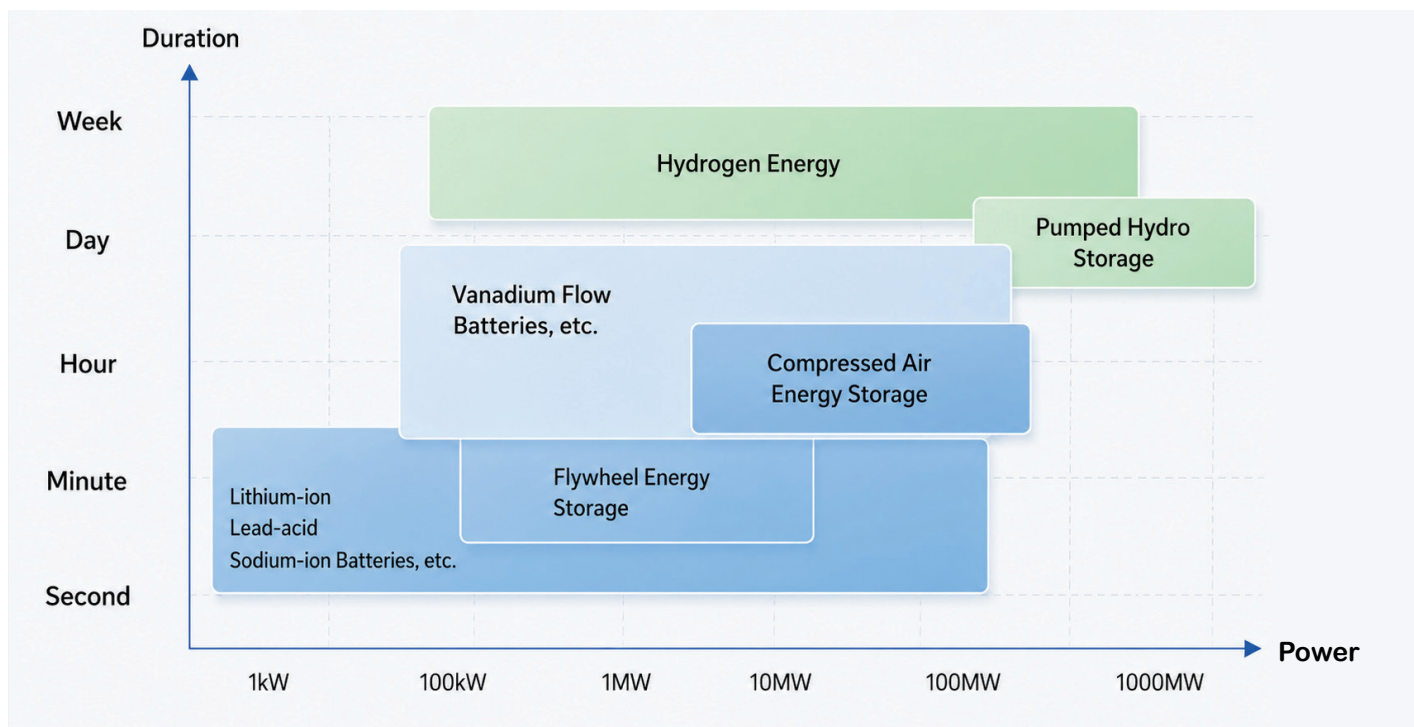 Duration
Week
Hydrogen Energy
Pumped Hydro
Storage
Day
Vanadium Flow
Batteries, etc.
Hour
Compressed Air
Energy Storage
Minute
Flywheel Energy
Storage
Lithium-ion
Lead-acid
Sodium-ion Batteries, etc.
Second
Power
1kW
100kW
1MW
10MW
100MW
1000MW